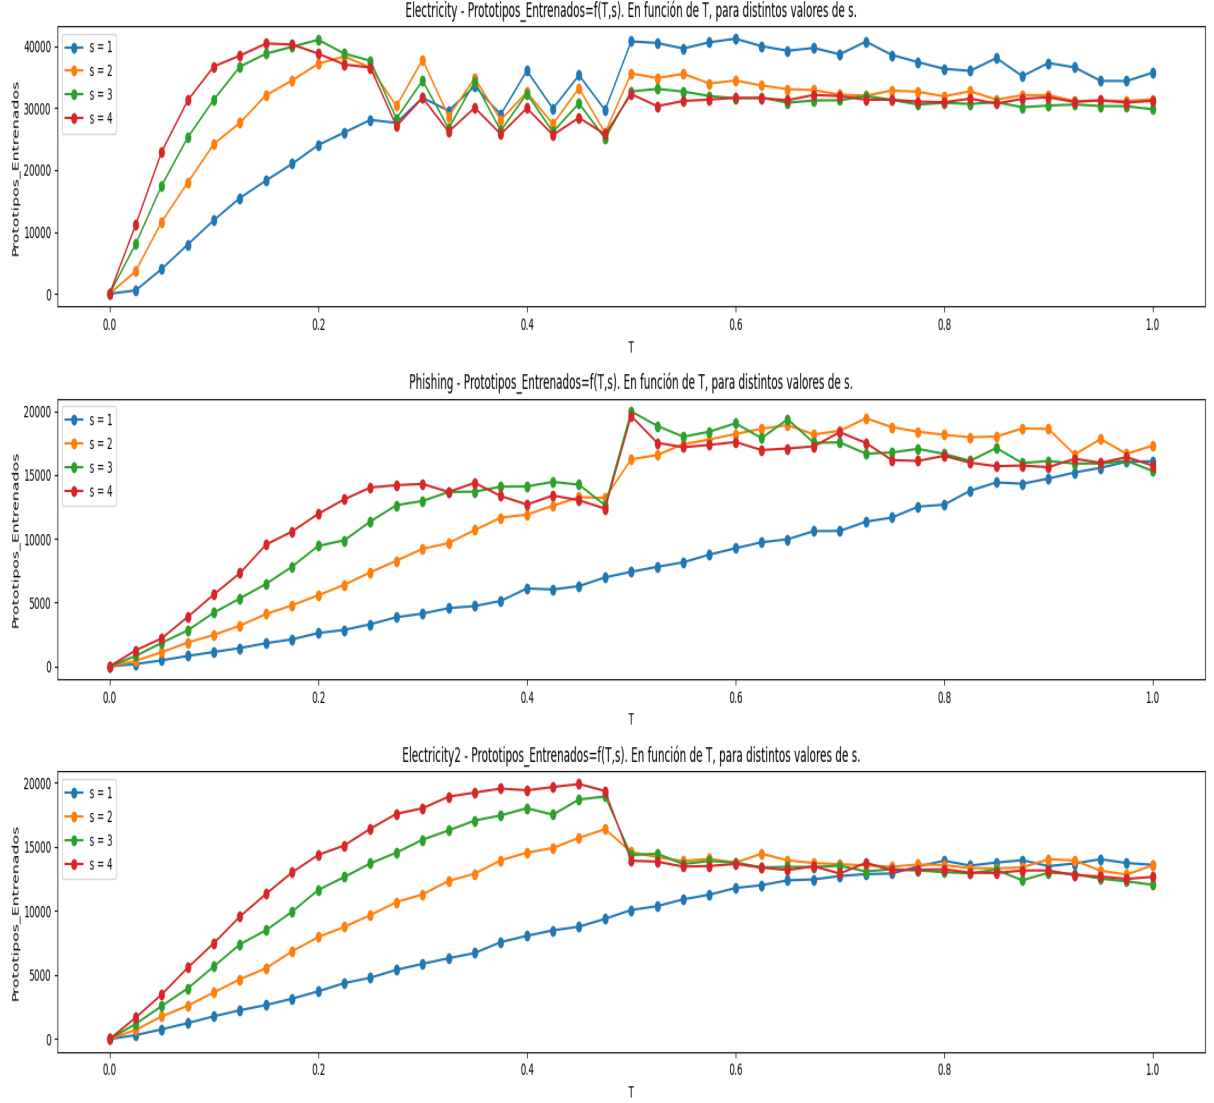 Electricity - Prototipos_Entrenados=f(T,s). En función de T, para distintos valores de s.
Prototipos_Entrenados
40000
30000
20000
10000
0
s = 1
s = 2
s = 3
s = 4
0.0 0.2 0.4 0.6 0.8 1.0
T
Phishing - Prototipos_Entrenados=f(T,s). En función de T, para distintos valores de s.
Prototipos_Entrenados
20000
15000
10000
5000
0
s = 1
s = 2
s = 3
s = 4
0.0 0.2 0.4 0.6 0.8 1.0
T
Electricity2 - Prototipos_Entrenados=f(T,s). En función de T, para distintos valores de s.
Prototipos_Entrenados
20000
15000
10000
5000
0
s = 1
s = 2
s = 3
s = 4
0.0 0.2 0.4 0.6 0.8 1.0
T